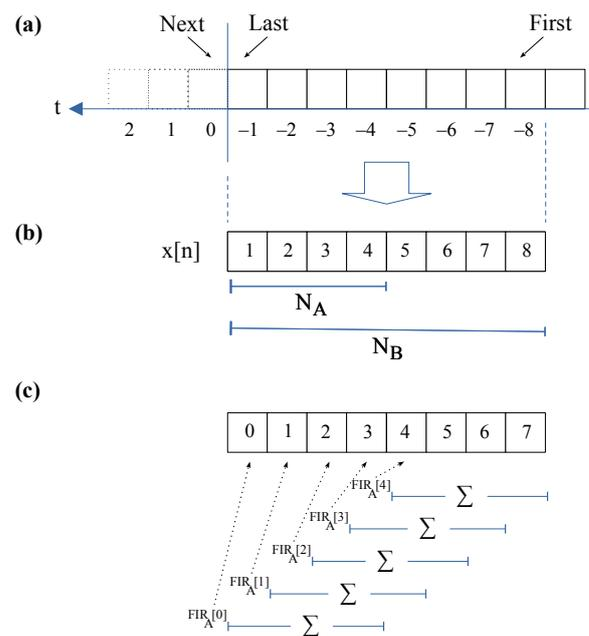 (a)
Next Last First
t
2 1 0 –1 –2 –3 –4 –5 –6 –7 –8
(b)
x[n] 1 2 3 4 5 6 7 8
N_A
N_B
(c)
0 1 2 3 4 5 6 7
FIR_A[4] Σ
FIR_A[3] Σ
FIR_A[2] Σ
FIR_A[1] Σ
FIR_A[0] Σ